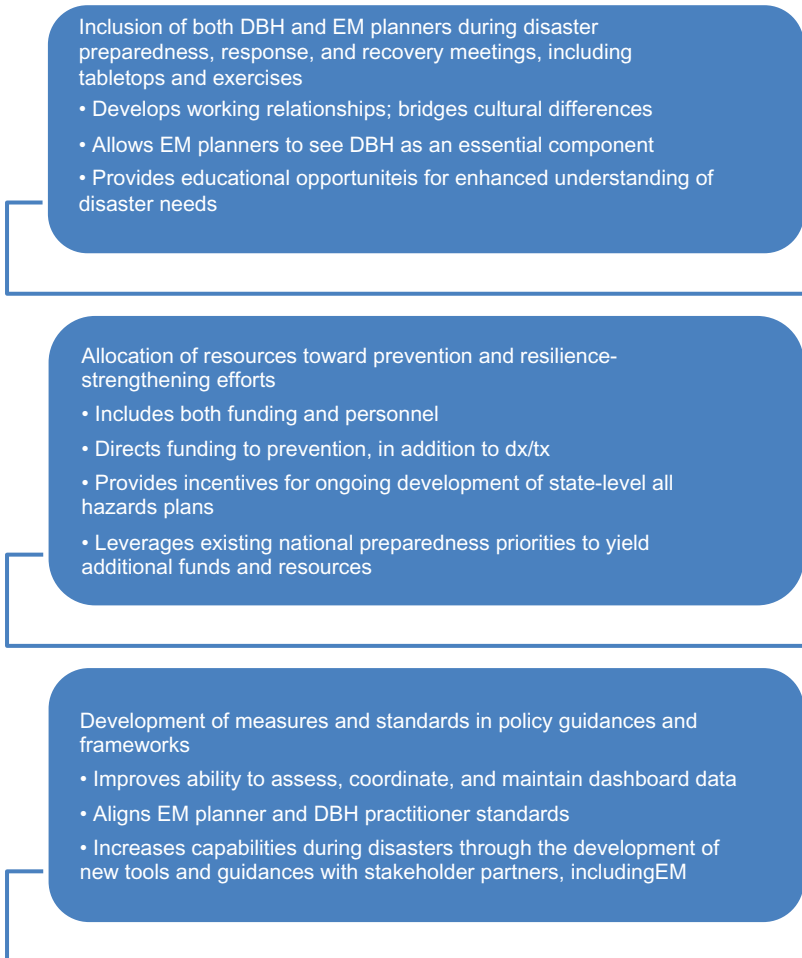 Inclusion of both DBH and EM planners during disaster
preparedness, response, and recovery meetings, including
tabletops and exercises
• Develops working relationships; bridges cultural differences
• Allows EM planners to see DBH as an essential component
• Provides educational opportuniteis for enhanced understanding of
disaster needs
Allocation of resources toward prevention and resilience-
strengthening efforts
• Includes both funding and personnel
• Directs funding to prevention, in addition to dx/tx
• Provides incentives for ongoing development of state-level all
hazards plans
• Leverages existing national preparedness priorities to yield
additional funds and resources
Development of measures and standards in policy guidances and
frameworks
• Improves ability to assess, coordinate, and maintain dashboard data
• Aligns EM planner and DBH practitioner standards
• Increases capabilities during disasters through the development of
new tools and guidances with stakeholder partners, includingEM